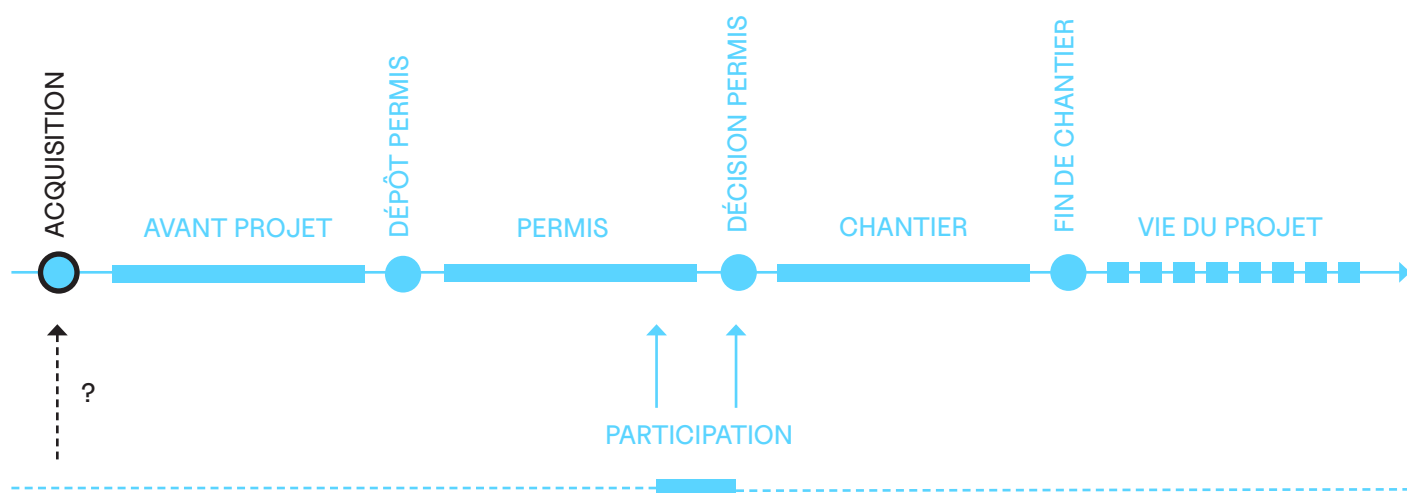 ACQUISITION
AVANT PROJET
DÉPÔT PERMIS
PERMIS
DÉCISION PERMIS
CHANTIER
FIN DE CHANTIER
VIE DU PROJET
?
PARTICIPATION